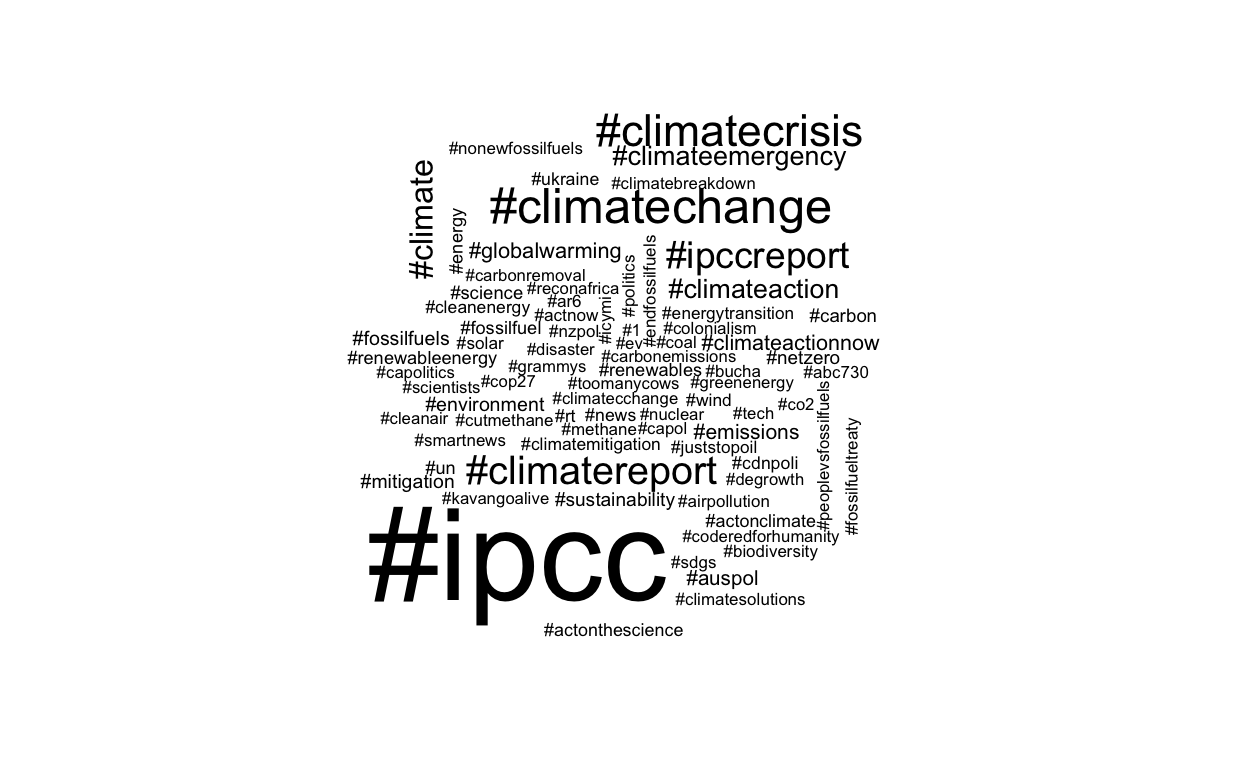 #climatecrisis
#nonewfossilfuels
#climateemergency
#climate
#ukraine
#climatebreakdown
#climatechange
#energy
#globalwarming
#politics
#endfossilfuels
#ipccreport
#carbonremoval
#reconafrica
#climateaction
#science
#ar6
#icymi
#cleanenergy
#actnow
#energytransition
#carbon
#fossilfuel
#nzpol
#1
#colonialism
#fossilfuels
#solar
#disaster
#ev
#coal
#climateactionnow
#renewableenergy
#carbonemissions
#netzero
#capolitics
#grammys
#renewables
#bucha
#abc730
#scientists
#cop27
#toomanycows
#greenenergy
#environment
#climatecchange
#wind
#co2
#peoplevsfossilfuels
#cleanair
#cutmethane
#rt
#news
#nuclear
#tech
#fossilfueltreaty
#methane
#capol
#emissions
#smartnews
#climatemitigation
#juststopoil
#un
#climatereport
#cdnpoli
#mitigation
#degrowth
#kavangoalive
#sustainability
#airpollution
#actonclimate
#coderedforhumanity
#biodiversity
#ipcc
#sdgs
#auspol
#climatesolutions
#actonthescience